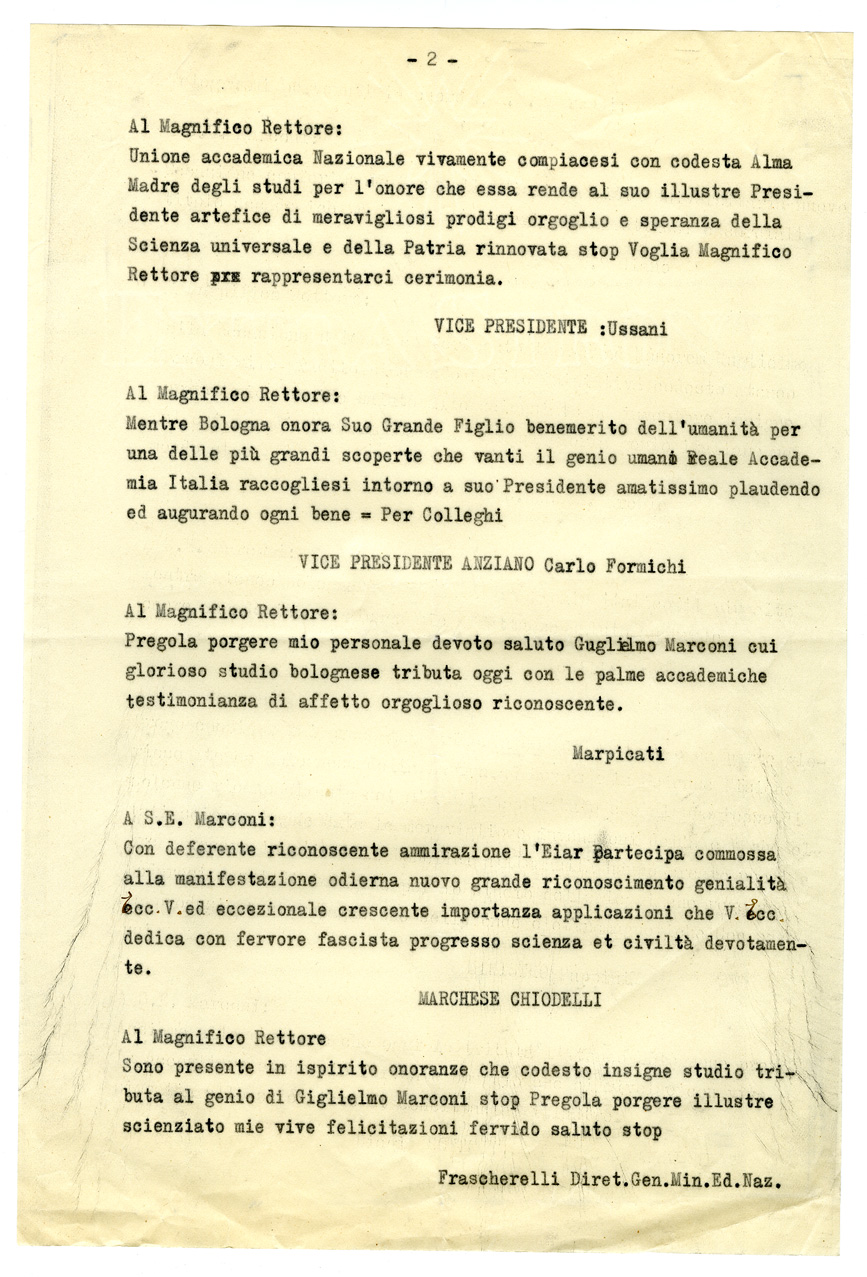 - 2 -
Al Magnifico Rettore:
Unione accademica Nazionale vivamente compiacesi con codesta Alma
Madre degli studi per l'onore che essa rende al suo illustre Presi-
dente artefice di meravigliosi prodigi orgoglio e speranza della
Scienza universale e della Patria rinnovata stop Voglia Magnifico
Rettore rappresentarci cerimonia.
VICE PRESIDENTE :Ussani
Al Magnifico Rettore:
Mentre Bologna onora Suo Grande Figlio benemerito dell'umanità per
una delle più grandi scoperte che vanti il genio umano Reale Accade-
mia Italia raccogliesi intorno a suo Presidente amatissimo plaudendo
ed augurando ogni bene = Per Colleghi
VICE PRESIDENTE ANZIANO Carlo Formichi
Al Magnifico Rettore:
Pregola porgere mio personale devoto saluto Guglielmo Marconi cui
glorioso studio bolognese tributa oggi con le palme accademiche
testimonianza di affetto orgoglioso riconoscente.
Marpicati
A S.E. Marconi:
Con deferente riconoscente ammirazione l'Eiar Partecipa commossa
alla manifestazione odierna nuovo grande riconoscimento genialità
Ecc.V.ed eccezionale crescente importanza applicazioni che V. Ecc.
dedica con fervore fascista progresso scienza et civiltà devotamen-
te.
MARCHESE CHIODELLI
Al Magnifico Rettore
Sono presente in ispirito onoranze che codesto insigne studio tri-
buta al genio di Giglielmo Marconi stop Pregola porgere illustre
scienziato mie vive felicitazioni fervido saluto stop
Frascherelli Diret.Gen.Min.Ed.Naz.